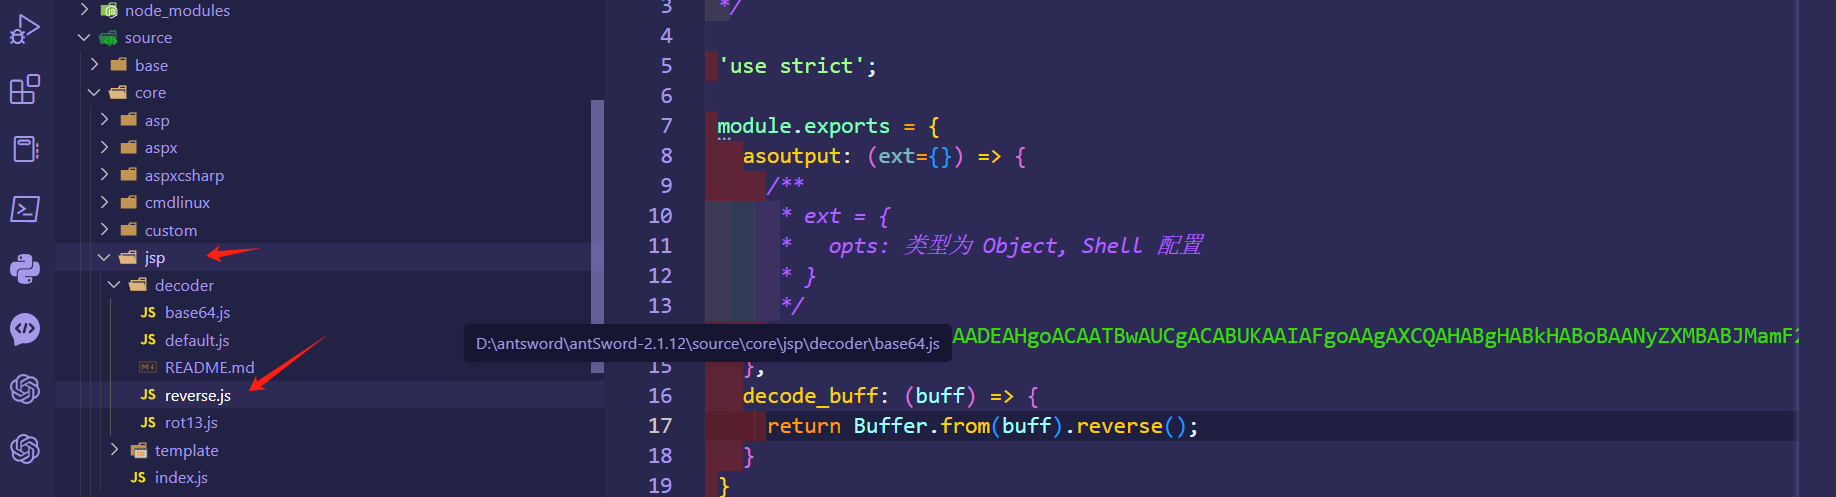 node_modules
source
base
core
asp
aspx
aspxcsharp
cmdlinux
custom
jsp
decoder
JS base64.js
JS default.js
README.md
JS reverse.js
JS rot13.js
template
JS index.js
3 */
4
5 'use strict';
6
7 module.exports = {
8 asoutput: (ext={}) => {
9 /**
10 * ext = {
11 * opts: 类型为 Object, Shell 配置
12 * }
13 */
D:\antsword\antSword-2.1.12\source\core\jsp\decoder\base64.js
AADEAHgoACAATBwAUCgACABUKAAIAFgoAAgAXCQAHABgHABkHABoBAANyZXMBABJMamF2
15 },
16 decode_buff: (buff) => {
17 return Buffer.from(buff).reverse();
18 }
19 }